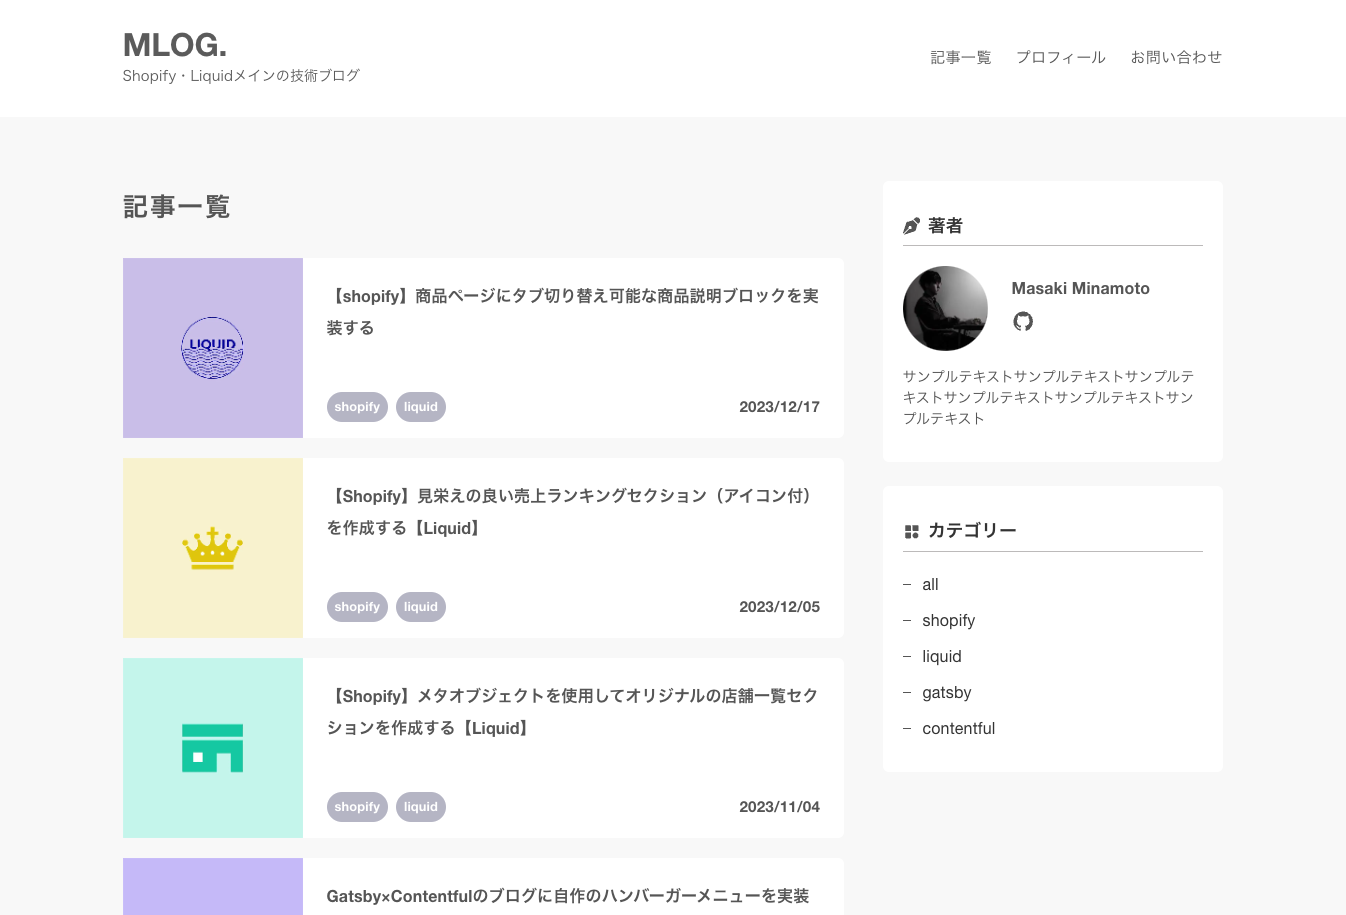 MLOG.
Shopify・Liquidメインの技術ブログ
記事一覧 プロフィール お問い合わせ
記事一覧
LIQUID
【shopify】商品ページにタブ切り替え可能な商品説明ブロックを実
装する
shopify liquid 2023/12/17
【Shopify】見栄えの良い売上ランキングセクション（アイコン付）
を作成する【Liquid】
shopify liquid 2023/12/05
【Shopify】メタオブジェクトを使用してオリジナルの店舗一覧セク
ションを作成する【Liquid】
shopify liquid 2023/11/04
Gatsby×Contentfulのブログに自作のハンバーガーメニューを実装
著者
Masaki Minamoto
サンプルテキストサンプルテキストサンプルテ
キストサンプルテキストサンプルテキストサン
プルテキスト
カテゴリー
all
shopify
liquid
gatsby
contentful